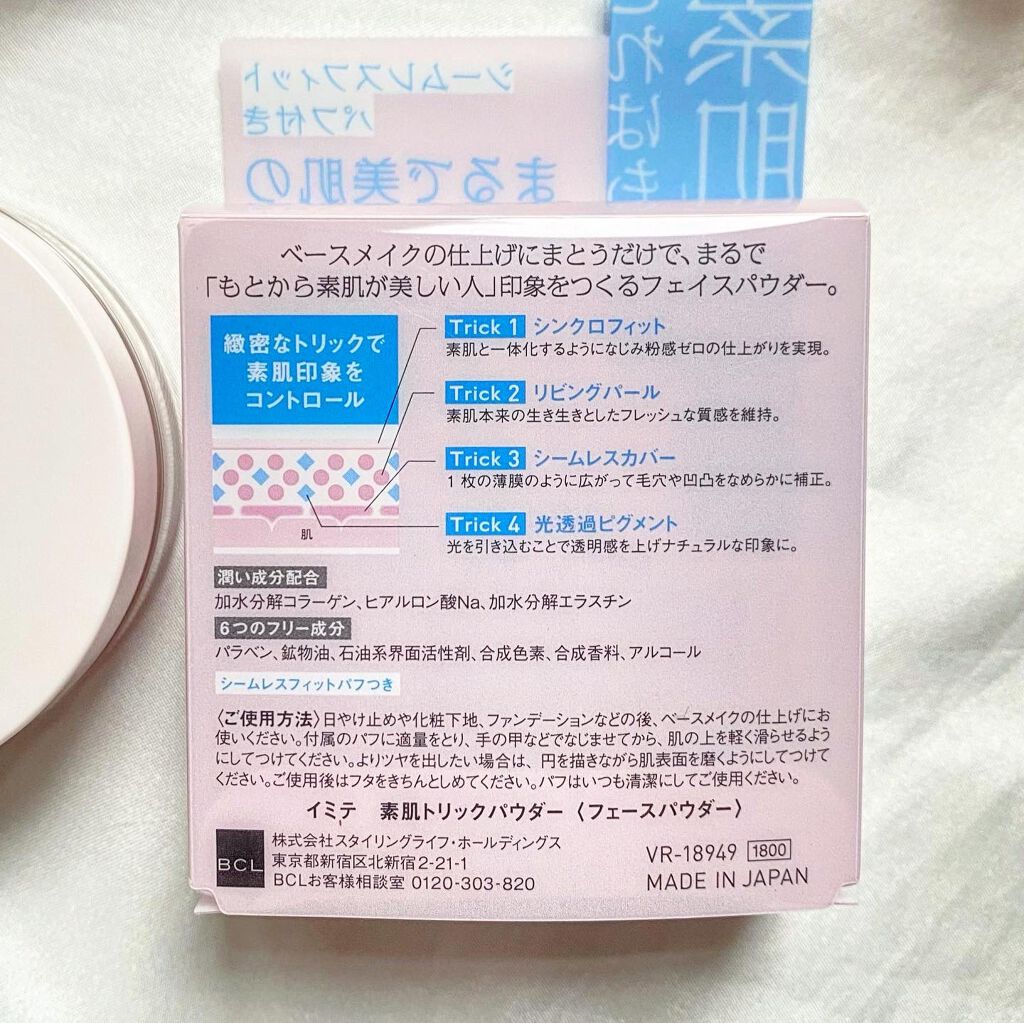 シームレスフィット
パフ付き
まるで美肌の
素肌
これはも
ベースメイクの仕上げにまとうだけで、まるで
「もとから素肌が美しい人」印象をつくるフェイスパウダー。
緻密なトリックで
素肌印象を
コントロール
Trick 1 シンクロフィット
素肌と一体化するようになじみ粉感ゼロの仕上がりを実現。
Trick 2 リビングパール
素肌本来の生き生きとしたフレッシュな質感を維持。
Trick 3 シームレスカバー
1枚の薄膜のように広がって毛穴や凹凸をなめらかに補正。
Trick 4 光透過ピグメント
光を引き込むことで透明感を上げナチュラルな印象に。
肌
潤い成分配合
加水分解コラーゲン、ヒアルロン酸Na、加水分解エラスチン
6つのフリー成分
パラベン、鉱物油、石油系界面活性剤、合成色素、合成香料、アルコール
シームレスフィットパフつき
〈ご使用方法〉日やけ止めや化粧下地、ファンデーションなどの後、ベースメイクの仕上げにお
使いください。付属のパフに適量をとり、手の甲などでなじませてから、肌の上を軽く滑らせるよう
にしてつけてください。よりツヤを出したい場合は、円を描きながら肌表面を磨くようにしてつけて
ください。ご使用後はフタをきちんとしめてください。パフはいつも清潔にしてご使用ください。
イミテ 素肌トリックパウダー〈フェースパウダー〉
BCL
株式会社スタイリングライフ・ホールディングス
東京都新宿区北新宿2-21-1
BCLお客様相談室 0120-303-820
VR-18949 1800
MADE IN JAPAN